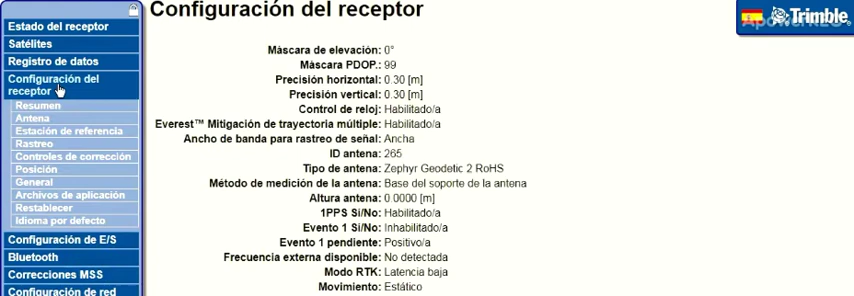 Configuración del receptor
Trimble
Estado del receptor
Satélites
Registro de datos
Configuración del
receptor
Resumen
Antena
Estación de referencia
Rastreo
Controles de corrección
Posición
General
Archivos de aplicación
Restablecer
Idioma por defecto
Configuración de E/S
Bluetooth
Correcciones MSS
Configuración de red
Máscara de elevación: 0°
Máscara PDOP.: 99
Precisión horizontal: 0.30 [m]
Precisión vertical: 0.30 [m]
Control de reloj: Habilitado/a
Everest™ Mitigación de trayectoria múltiple: Habilitado/a
Ancho de banda para rastreo de señal: Ancha
ID antena: 265
Tipo de antena: Zephyr Geodetic 2 RoHS
Método de medición de la antena: Base del soporte de la antena
Altura antena: 0.0000 [m]
1PPS Sí/No: Habilitado/a
Evento 1 Sí/No: Inhabilitado/a
Evento 1 pendiente: Positivo/a
Frecuencia externa disponible: No detectada
Modo RTK: Latencia baja
Movimiento: Estático